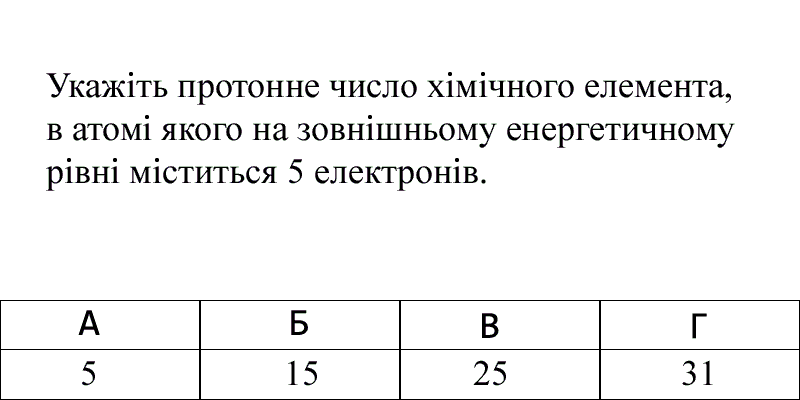 Укажіть протонне число хімічного елемента,
в атомі якого на зовнішньому енергетичному
рівні міститься 5 електронів.
А Б В Г
5 15 25 31